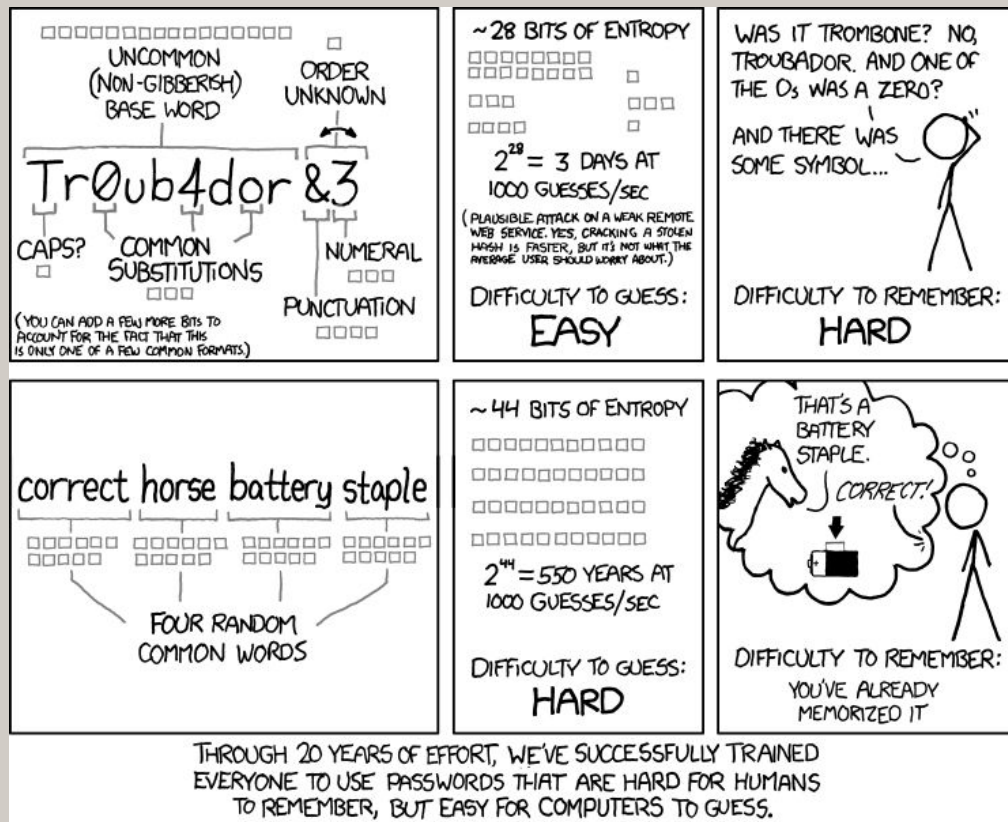 UNCOMMON
(NON-GIBBERISH)
BASE WORD
ORDER
UNKNOWN
Tr0ub4dor &3
CAPS?
COMMON
SUBSTITUTIONS
NUMERAL
PUNCTUATION
(YOU CAN ADD A FEW MORE BITS TO
ACCOUNT FOR THE FACT THAT THIS
IS ONLY ONE OF A FEW COMMON FORMATS.)
~28 BITS OF ENTROPY
2^28 = 3 DAYS AT
1000 GUESSES/SEC
(PLAUSIBLE ATTACK ON A WEAK REMOTE
WEB SERVICE. YES, CRACKING A STOLEN
HASH IS FASTER, BUT IT'S NOT WHAT THE
AVERAGE USER SHOULD WORRY ABOUT.)
DIFFICULTY TO GUESS:
EASY
WAS IT TROMBONE? NO,
TROUBADOR. AND ONE OF
THE Os WAS A ZERO?
AND THERE WAS
SOME SYMBOL...
DIFFICULTY TO REMEMBER:
HARD
correct horse battery staple
FOUR RANDOM
COMMON WORDS
~44 BITS OF ENTROPY
2^44 = 550 YEARS AT
1000 GUESSES/SEC
DIFFICULTY TO GUESS:
HARD
THAT'S A
BATTERY
STAPLE.
CORRECT!
DIFFICULTY TO REMEMBER:
YOU'VE ALREADY
MEMORIZED IT
THROUGH 20 YEARS OF EFFORT, WE'VE SUCCESSFULLY TRAINED
EVERYONE TO USE PASSWORDS THAT ARE HARD FOR HUMANS
TO REMEMBER, BUT EASY FOR COMPUTERS TO GUESS.